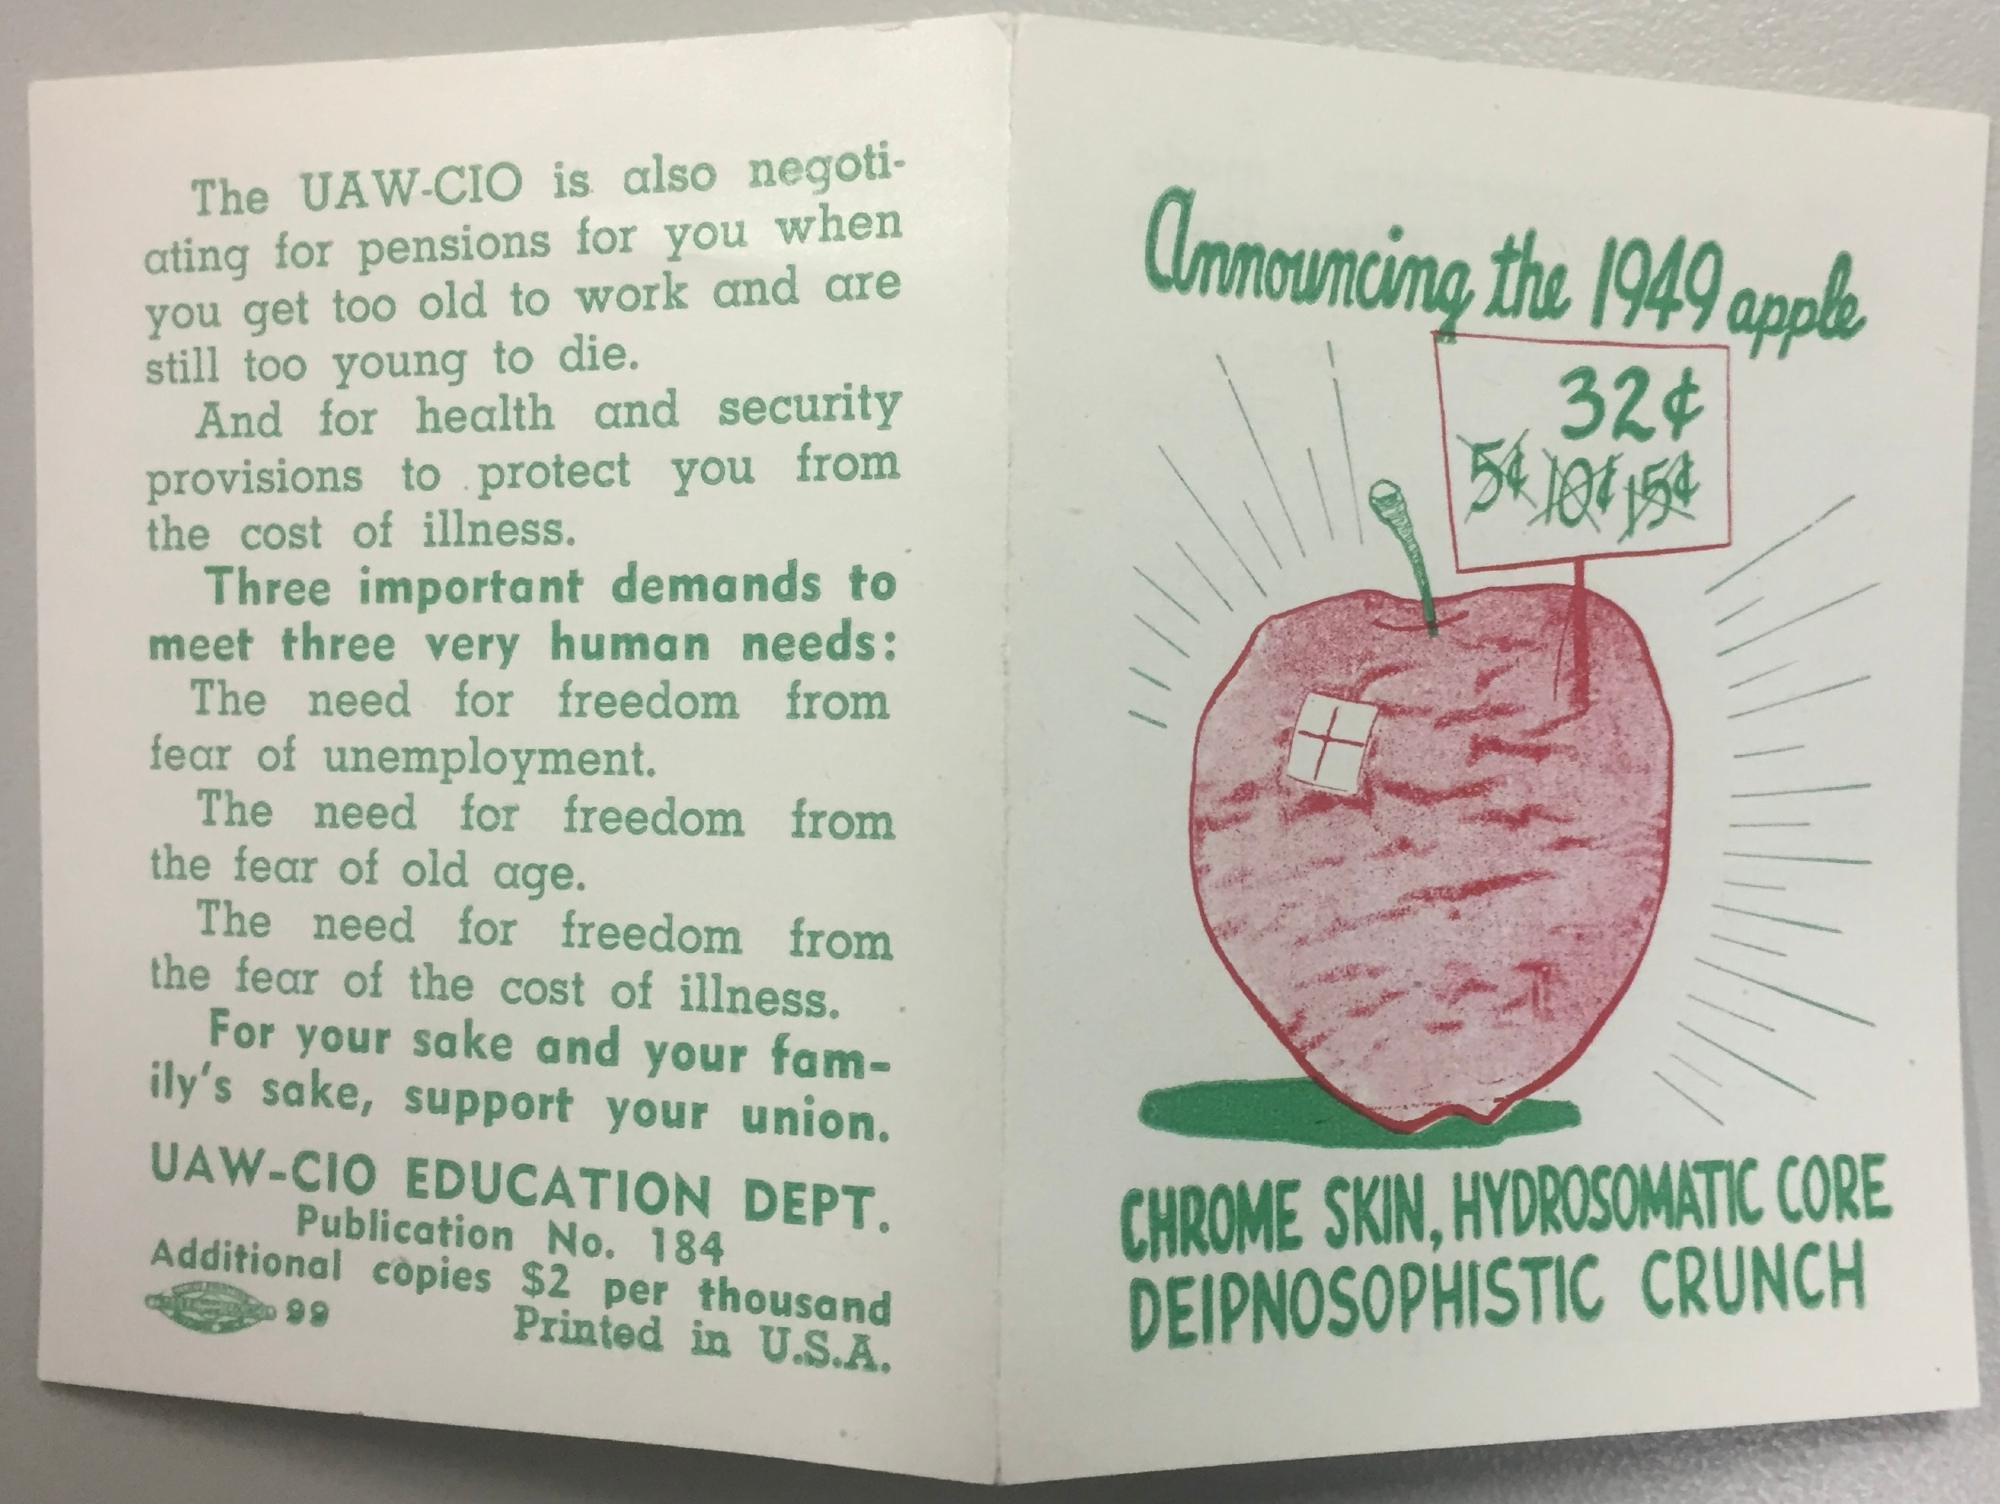 The UAW-CIO is also negoti-
ating for pensions for you when
you get too old to work and are
still too young to die.
And for health and security
provisions to protect you from
the cost of illness.
Three important demands to
meet three very human needs:
The need for freedom from
fear of unemployment.
The need for freedom from
the fear of old age.
The need for freedom from
the fear of the cost of illness.
For your sake and your fam-
ily's sake, support your union.
UAW-CIO EDUCATION DEPT.
Publication No. 184
Additional copies $2 per thousand
99
Printed in U.S.A.
Announcing the 1949 apple
32¢
5¢ 10¢ 15¢
CHROME SKIN, HYDROSOMATIC CORE
DEIPNOSOPHISTIC CRUNCH